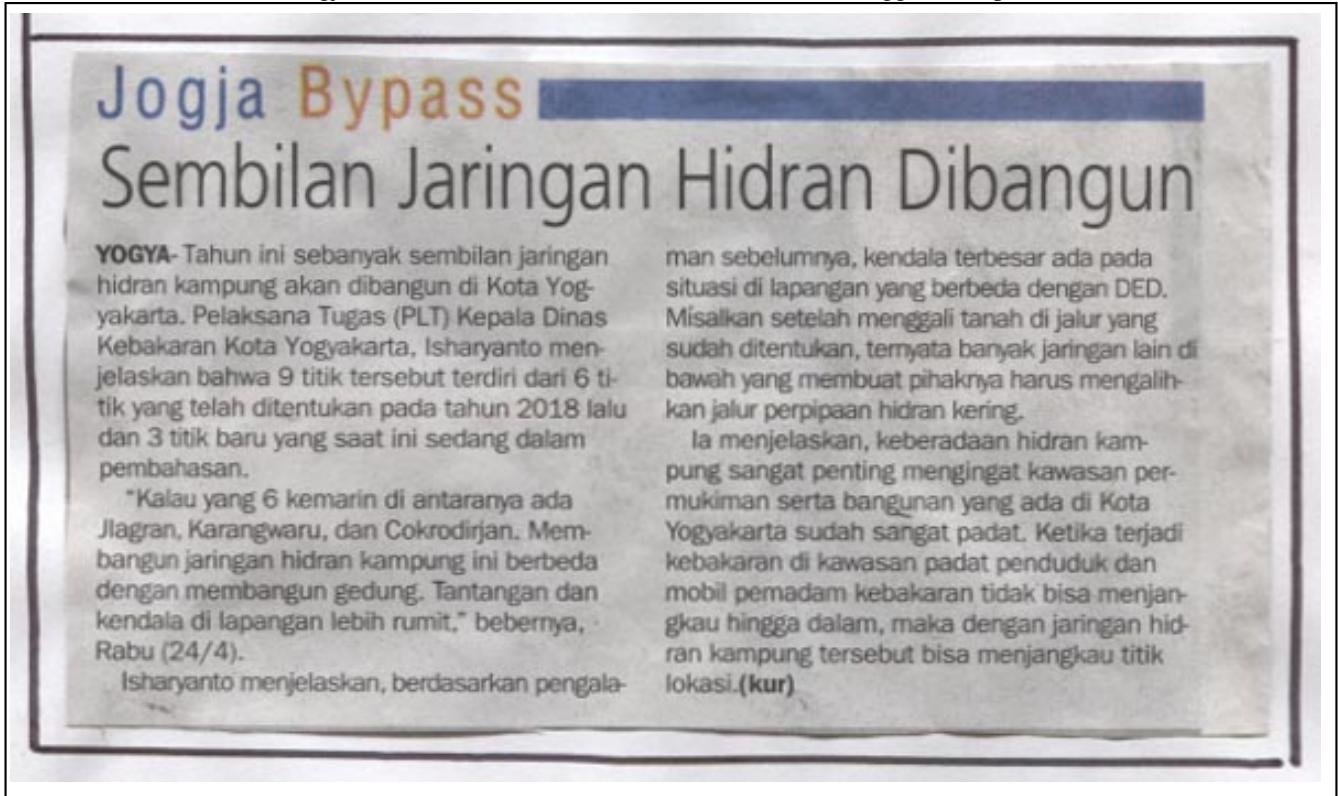 Jogja Bypass
Sembilan Jaringan Hidran Dibangun
YOGYA- Tahun ini sebanyak sembilan jaringan
hidran kampung akan dibangun di Kota Yog-
yakarta. Pelaksana Tugas (PLT) Kepala Dinas
Kebakaran Kota Yogyakarta, Isharyanto men-
jelaskan bahwa 9 titik tersebut terdiri dari 6 ti-
tik yang telah ditentukan pada tahun 2018 lalu
dan 3 titik baru yang saat ini sedang dalam
pembahasan.
"Kalau yang 6 kemarin di antaranya ada
Jlagran, Karangwaru, dan Cokrodirjan. Mem-
bangun jaringan hidran kampung ini berbeda
dengan membangun gedung. Tantangan dan
kendala di lapangan lebih rumit," bebernya,
Rabu (24/4).
Isharyanto menjelaskan, berdasarkan pengala-
man sebelumnya, kendala terbesar ada pada
situasi di lapangan yang berbeda dengan DED.
Misalkan setelah menggali tanah di jalur yang
sudah ditentukan, ternyata banyak jaringan lain di
bawah yang membuat pihaknya harus mengalih-
kan jalur perpipaan hidran kering.
Ia menjelaskan, keberadaan hidran kam-
pung sangat penting mengingat kawasan per-
mukiman serta bangunan yang ada di Kota
Yogyakarta sudah sangat padat. Ketika terjadi
kebakaran di kawasan padat penduduk dan
mobil pemadam kebakaran tidak bisa menjan-
gkau hingga dalam, maka dengan jaringan hid-
ran kampung tersebut bisa menjangkau titik
lokasi.(kur)